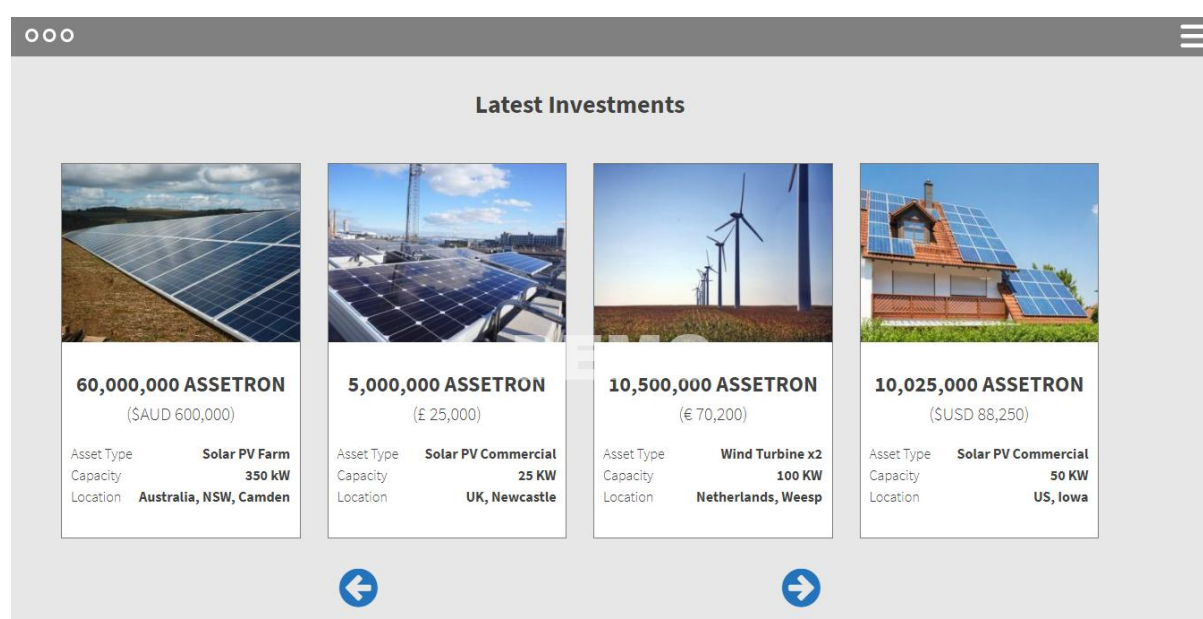 Latest Investments
60,000,000 ASSETRON
($AUD 600,000)
Asset Type Solar PV Farm
Capacity 350 kW
Location Australia, NSW, Camden
5,000,000 ASSETRON
(£ 25,000)
Asset Type Solar PV Commercial
Capacity 25 KW
Location UK, Newcastle
10,500,000 ASSETRON
(€ 70,200)
Asset Type Wind Turbine x2
Capacity 100 KW
Location Netherlands, Weesp
10,025,000 ASSETRON
($USD 88,250)
Asset Type Solar PV Commercial
Capacity 50 KW
Location US, Iowa